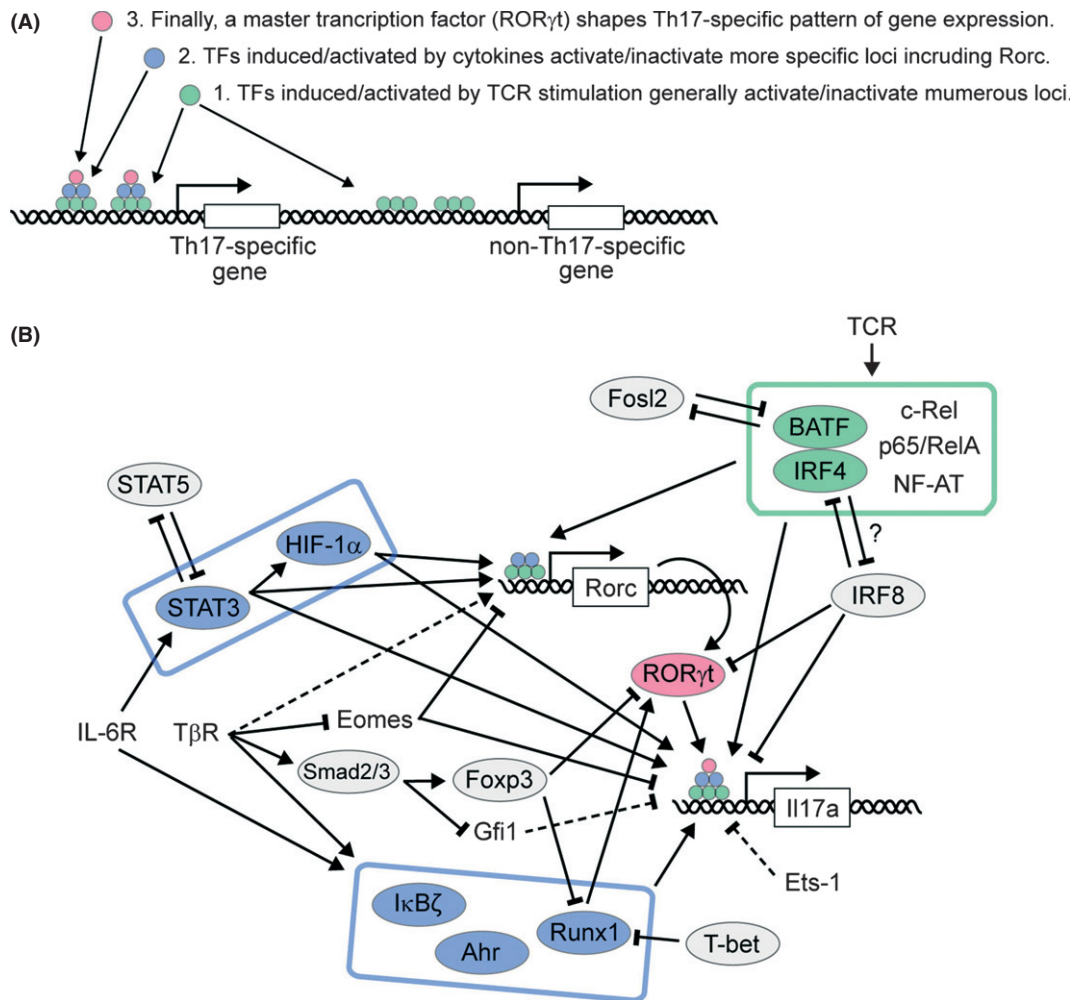 (A)
3. Finally, a master trancription factor (RORγt) shapes Th17-specific pattern of gene expression.
2. TFs induced/activated by cytokines activate/inactivate more specific loci incruding Rorc.
1. TFs induced/activated by TCR stimulation generally activate/inactivate mumerous loci.
Th17-specific
gene
non-Th17-specific
gene
(B)
TCR
Fosl2
BATF
IRF4
c-Rel
p65/RelA
NF-AT
?
STAT5
HIF-1α
STAT3
Rorc
IRF8
RORγt
IL-6R
TβR
Eomes
Smad2/3
Foxp3
Gfi1
Il17a
Ets-1
IκBζ
Ahr
Runx1
T-bet